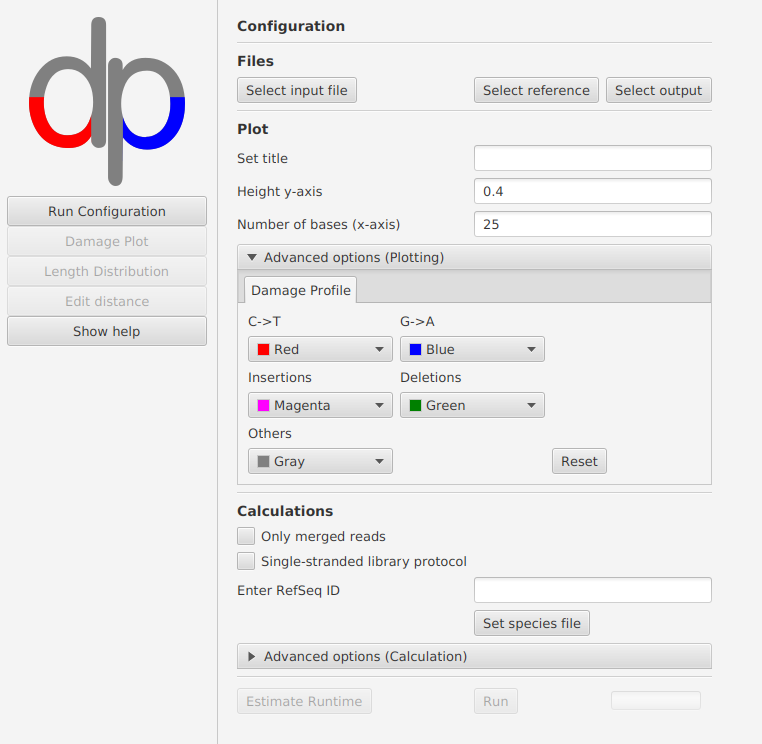 dp
Run Configuration
Damage Plot
Length Distribution
Edit distance
Show help
Configuration
Files
Select input file Select reference Select output
Plot
Set title
Height y-axis 0.4
Number of bases (x-axis) 25
Advanced options (Plotting)
Damage Profile
C->T G->A
Red Blue
Insertions Deletions
Magenta Green
Others
Gray Reset
Calculations
Only merged reads
Single-stranded library protocol
Enter RefSeq ID
Set species file
Advanced options (Calculation)
Estimate Runtime Run